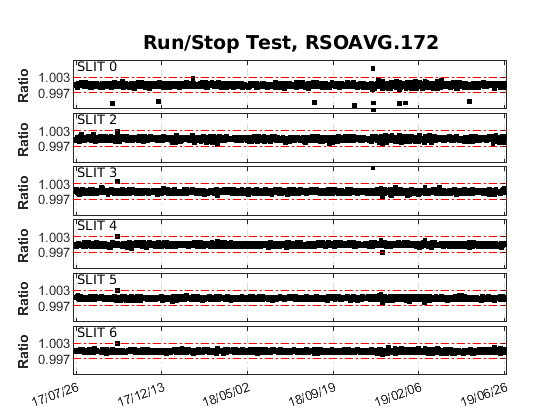 Run/Stop Test, RSOAVG.172
SLIT 0
Ratio
1.003
0.997
SLIT 2
Ratio
1.003
0.997
SLIT 3
Ratio
1.003
0.997
SLIT 4
Ratio
1.003
0.997
SLIT 5
Ratio
1.003
0.997
SLIT 6
Ratio
1.003
0.997
17/07/26 17/12/13 18/05/02 18/09/19 19/02/06 19/06/26